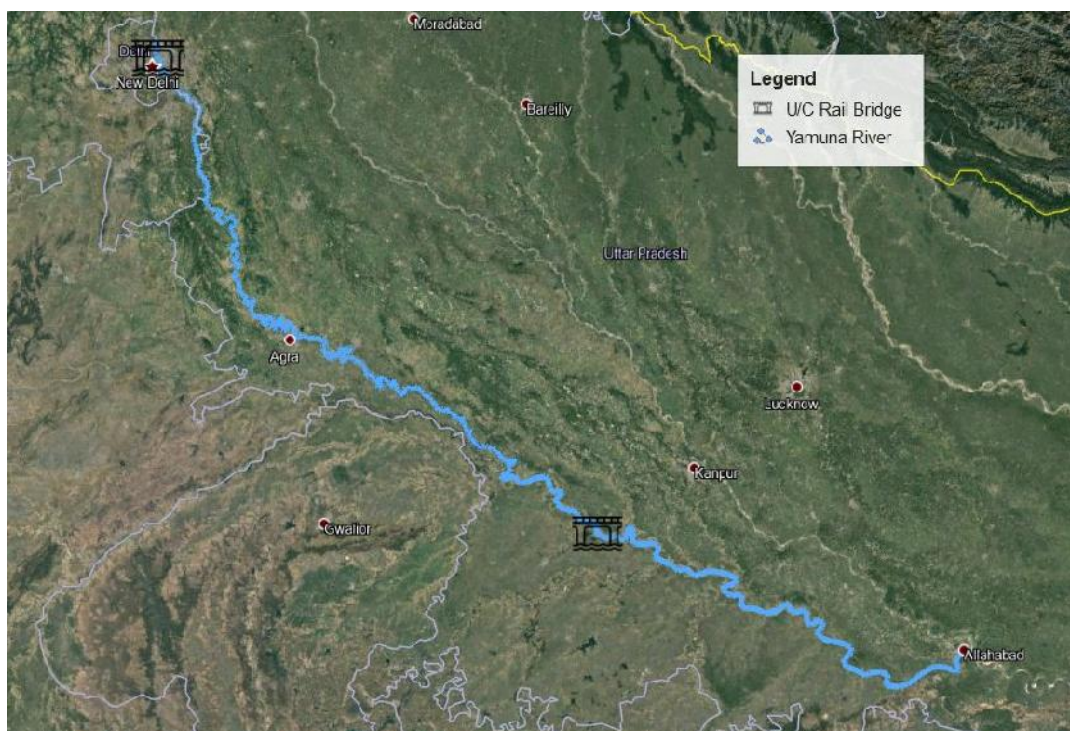 Moradabad
Delhi
New Delhi
Bareilly
Legend
U/C Rail Bridge
Yamuna River
Uttar Pradesh
Agra
Lucknow
Kanpur
Gwalior
Allahabad